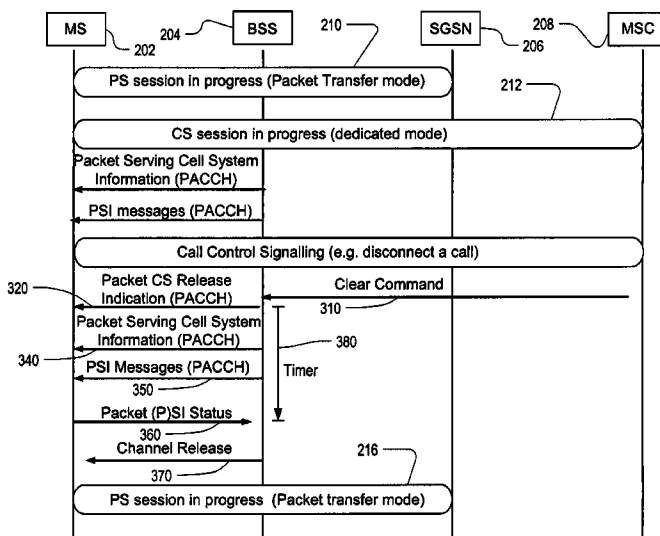 MS
BSS
SGSN
MSC
202
204
206
208
210
PS session in progress (Packet Transfer mode)
212
CS session in progress (dedicated mode)
Packet Serving Cell System
Information (PACCH)
PSI messages (PACCH)
Call Control Signalling (e.g. disconnect a call)
320
Packet CS Release
Indication (PACCH)
Clear Command
310
Packet Serving Cell System
Information (PACCH)
340
380
Timer
PSI Messages (PACCH)
350
Packet (P)SI Status
360
Channel Release
370
216
PS session in progress (Packet transfer mode)